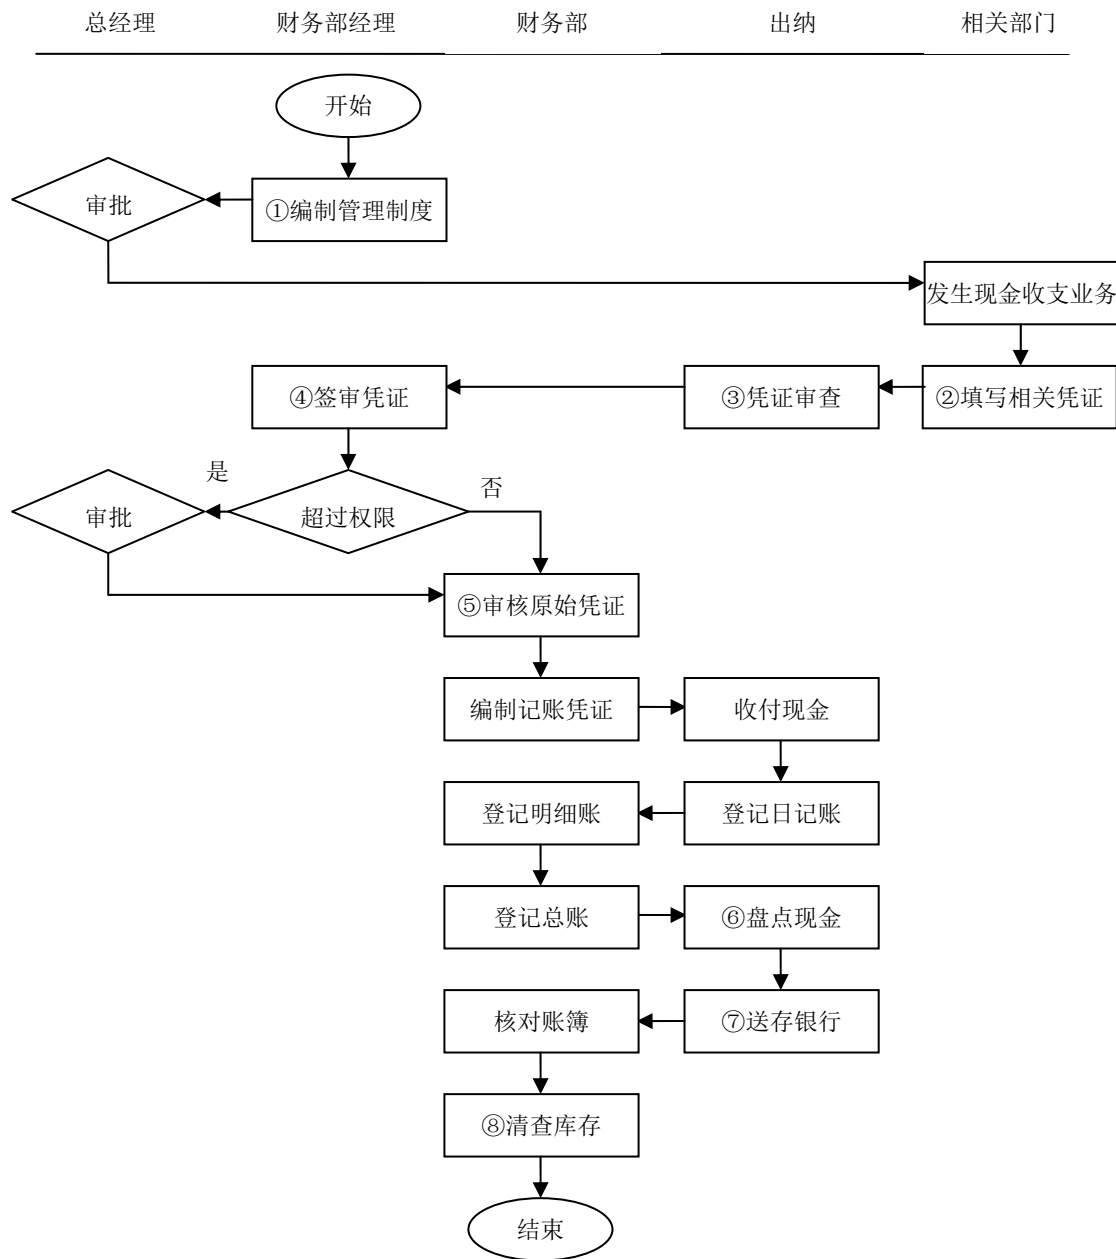 总经理 财务部经理 财务部 出纳 相关部门
开始
审批 ①编制管理制度
发生现金收支业务
④签审凭证 ③凭证审查 ②填写相关凭证
是 否
审批 超过权限
⑤审核原始凭证
编制记账凭证 收付现金
登记明细账 登记日记账
登记总账 ⑥盘点现金
核对账簿 ⑦送存银行
⑧清查库存
结束